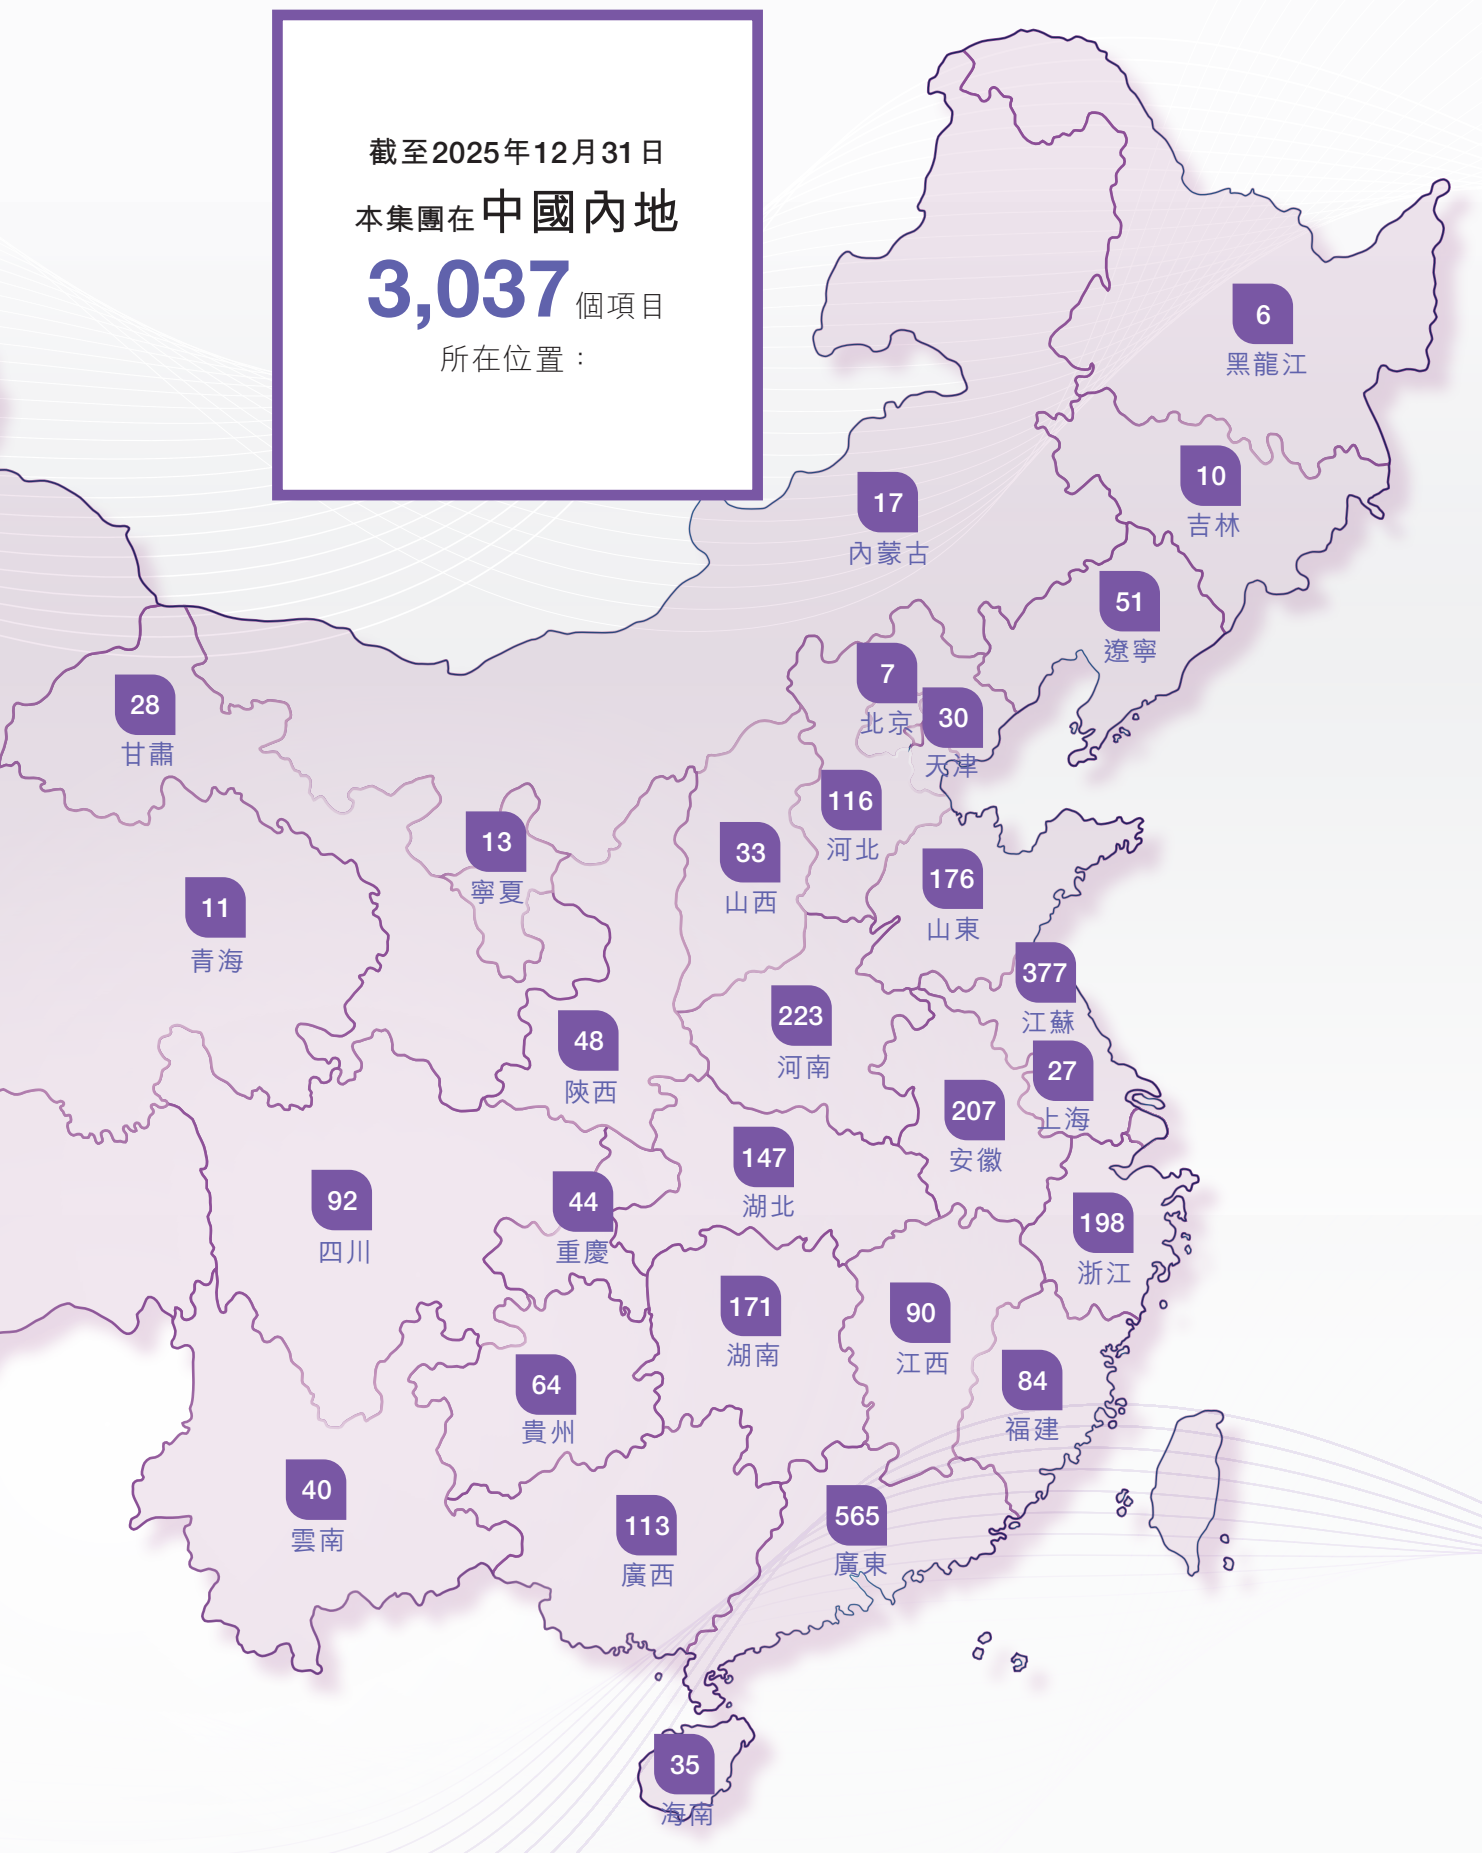 截至2025年12月31日
本集團在中國內地
3,037個項目
所在位置：
6
黑龍江
10
吉林
17
內蒙古
51
遼寧
7
北京
30
天津
28
甘肅
116
河北
13
寧夏
33
山西
176
山東
11
青海
377
江蘇
223
河南
48
陝西
27
上海
207
安徽
147
湖北
92
四川
44
重慶
198
浙江
171
湖南
90
江西
64
貴州
84
福建
40
雲南
113
廣西
565
廣東
35
海南